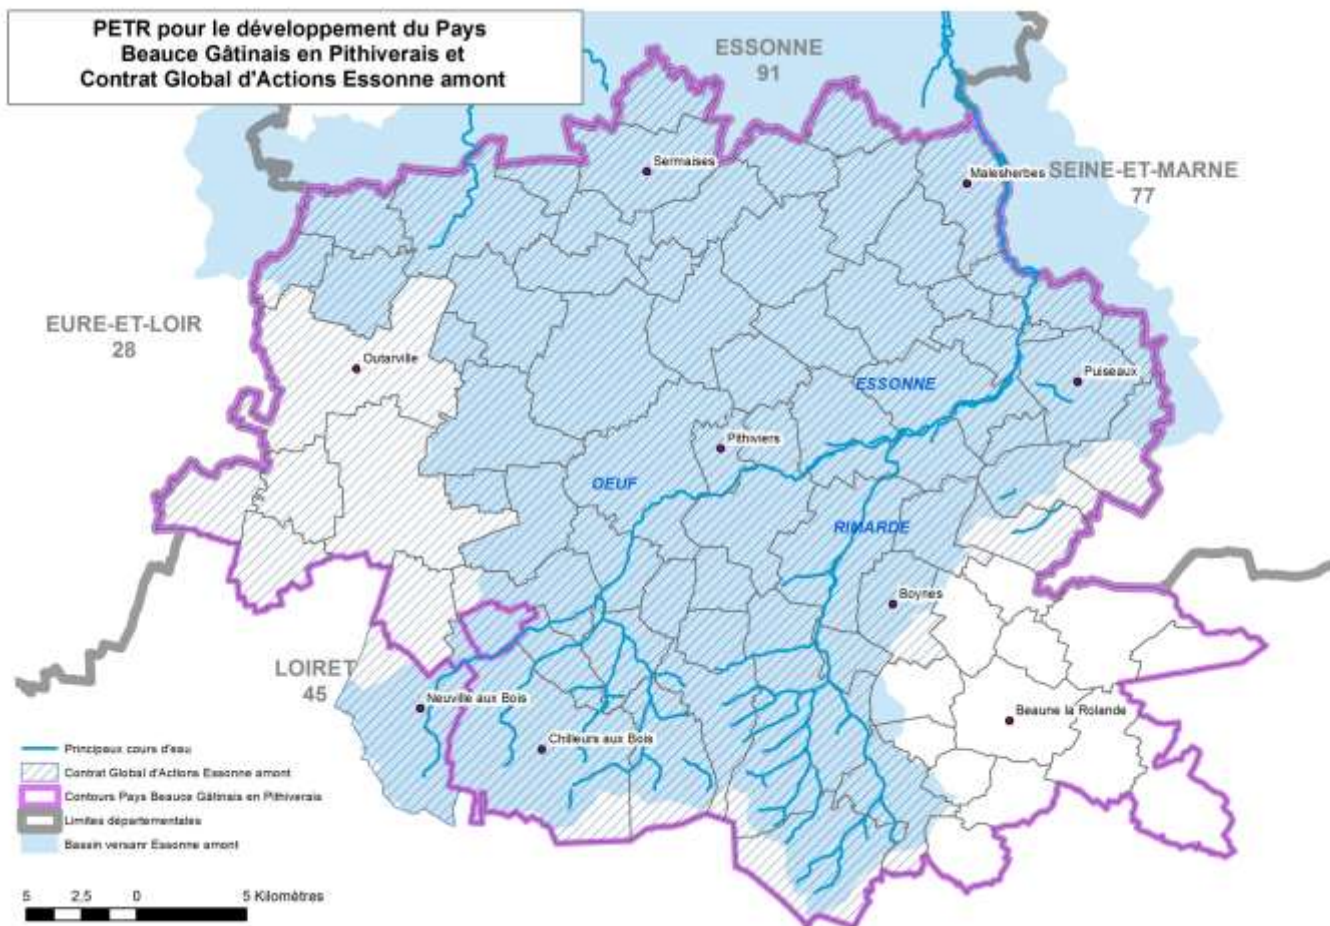 PETR pour le développement du Pays
Beauce Gâtinais en Pithiverais et
Contrat Global d'Actions Essonne amont
ESSONNE
91
Sermaises
Malesherbes
SEINE-ET-MARNE
77
EURE-ET-LOIR
28
Outarville
ESSONNE
Puiseaux
Pithiviers
OEUF
RIMARDE
Boynes
LOIRET
45
Neuville aux Bois
Beaune la Rolande
Chilleurs aux Bois
Principaux cours d'eau
Contrat Global d'Actions Essonne amont
Contours Pays Beauce Gâtinais en Pithiverais
Limites départementales
Bassin versanr Essonne amont
5 2,5 0 5 Kilomètres